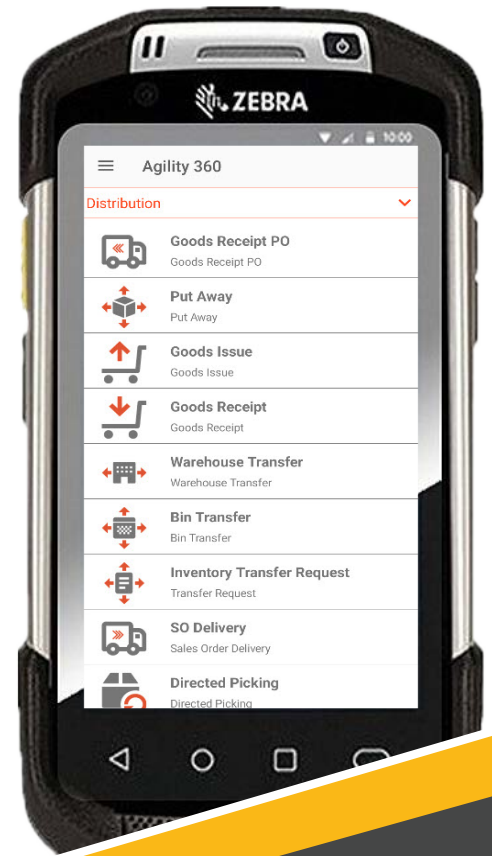 ZEBRA
10:00
Agility 360
Distribution
Goods Receipt PO
Goods Receipt PO
Put Away
Put Away
Goods Issue
Goods Issue
Goods Receipt
Goods Receipt
Warehouse Transfer
Warehouse Transfer
Bin Transfer
Bin Transfer
Inventory Transfer Request
Transfer Request
SO Delivery
Sales Order Delivery
Directed Picking
Directed Picking